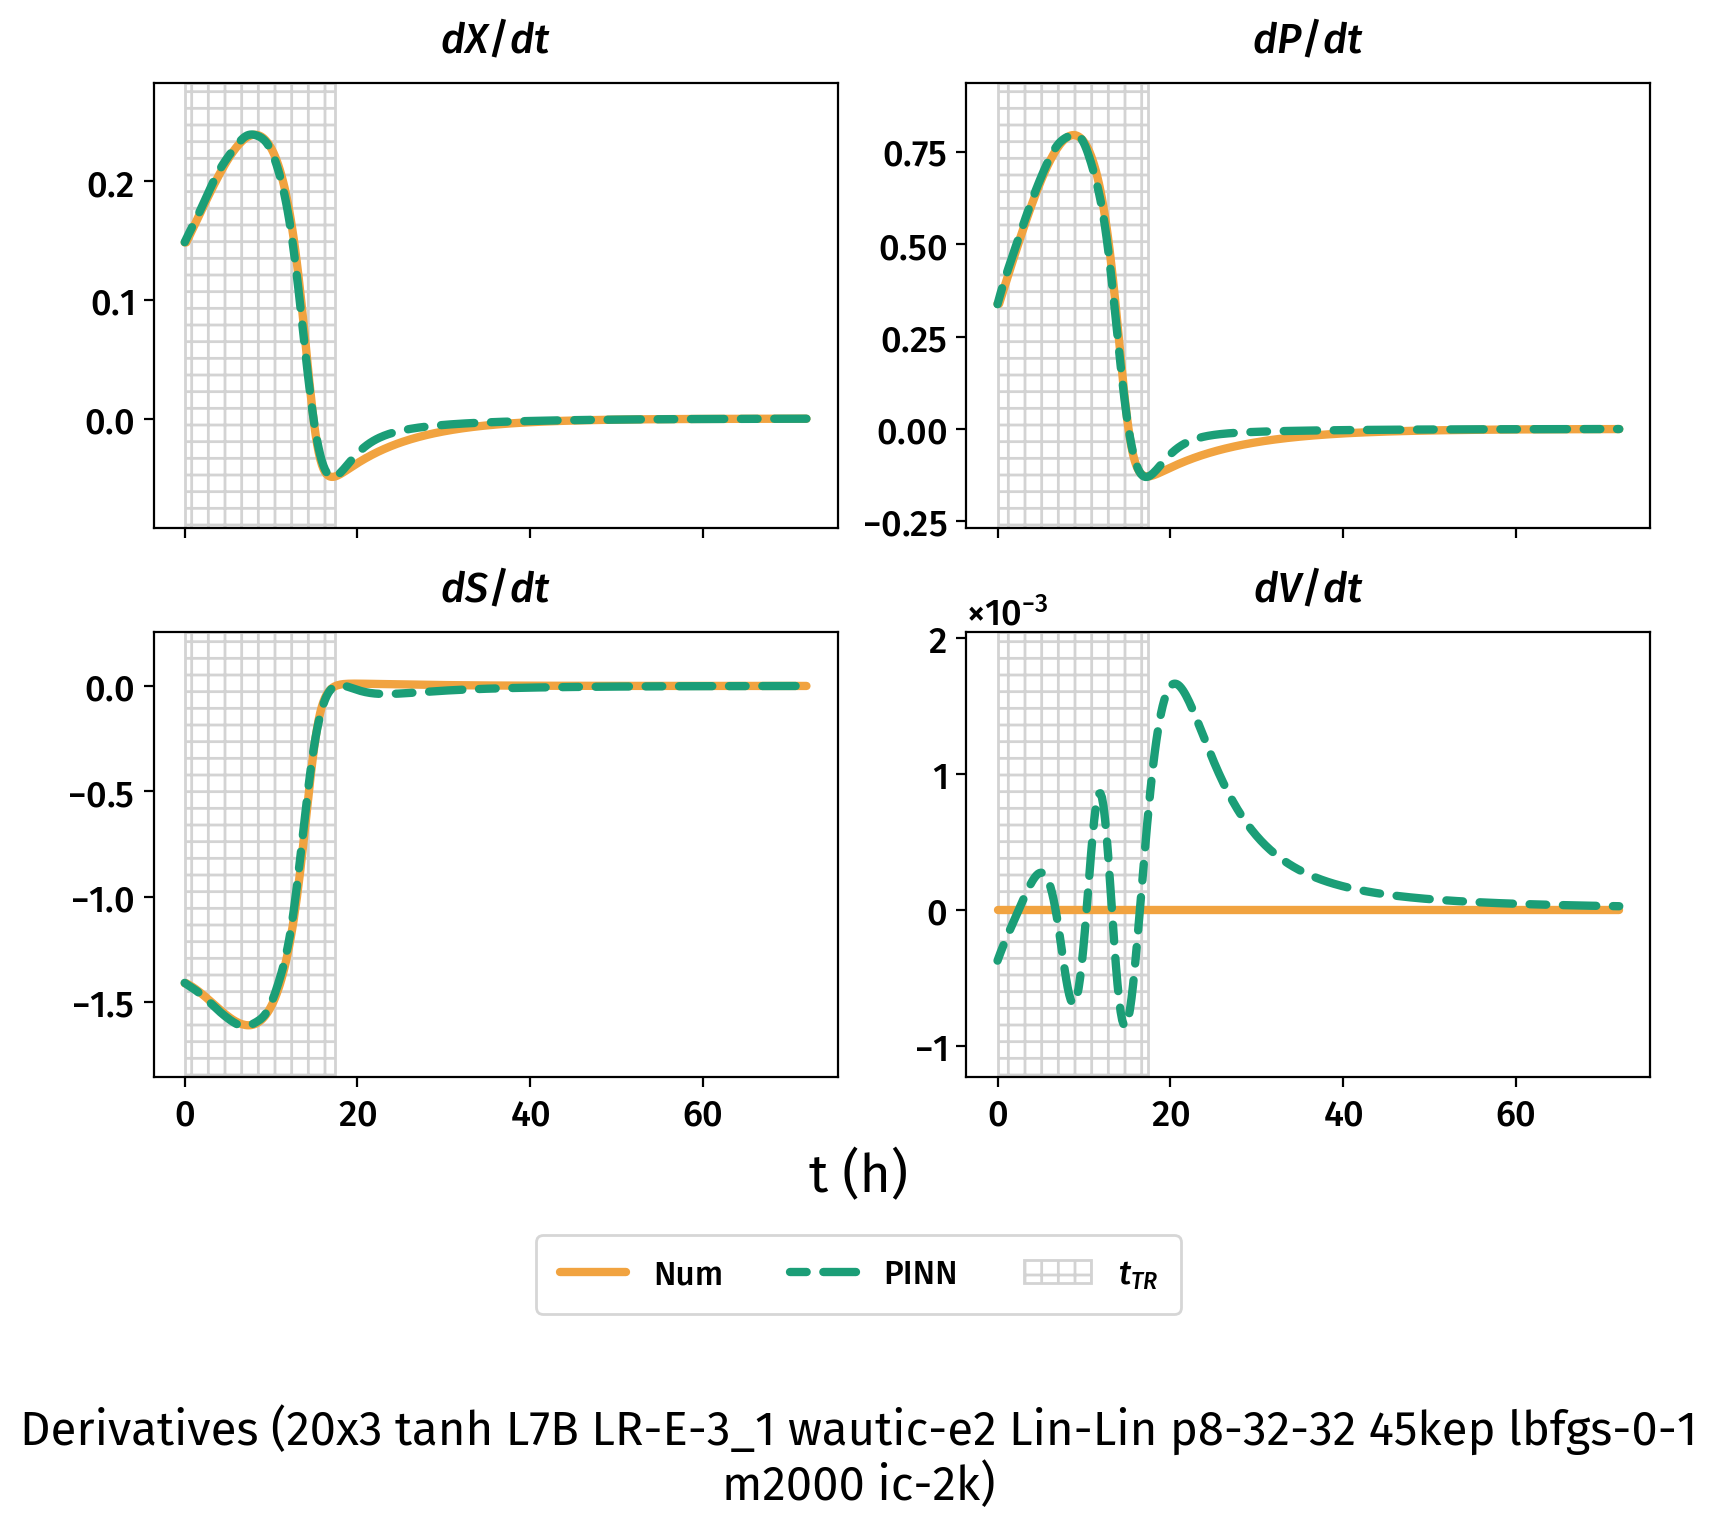 dX/dt
dP/dt
0.2
0.1
0.0
0.75
0.50
0.25
0.00
−0.25
dS/dt
dV/dt
×10⁻³
0.0
−0.5
−1.0
−1.5
2
1
0
−1
0 20 40 60
0 20 40 60
t (h)
Num PINN t_TR
Derivatives (20x3 tanh L7B LR-E-3_1 wautic-e2 Lin-Lin p8-32-32 45kep lbfgs-0-1
m2000 ic-2k)